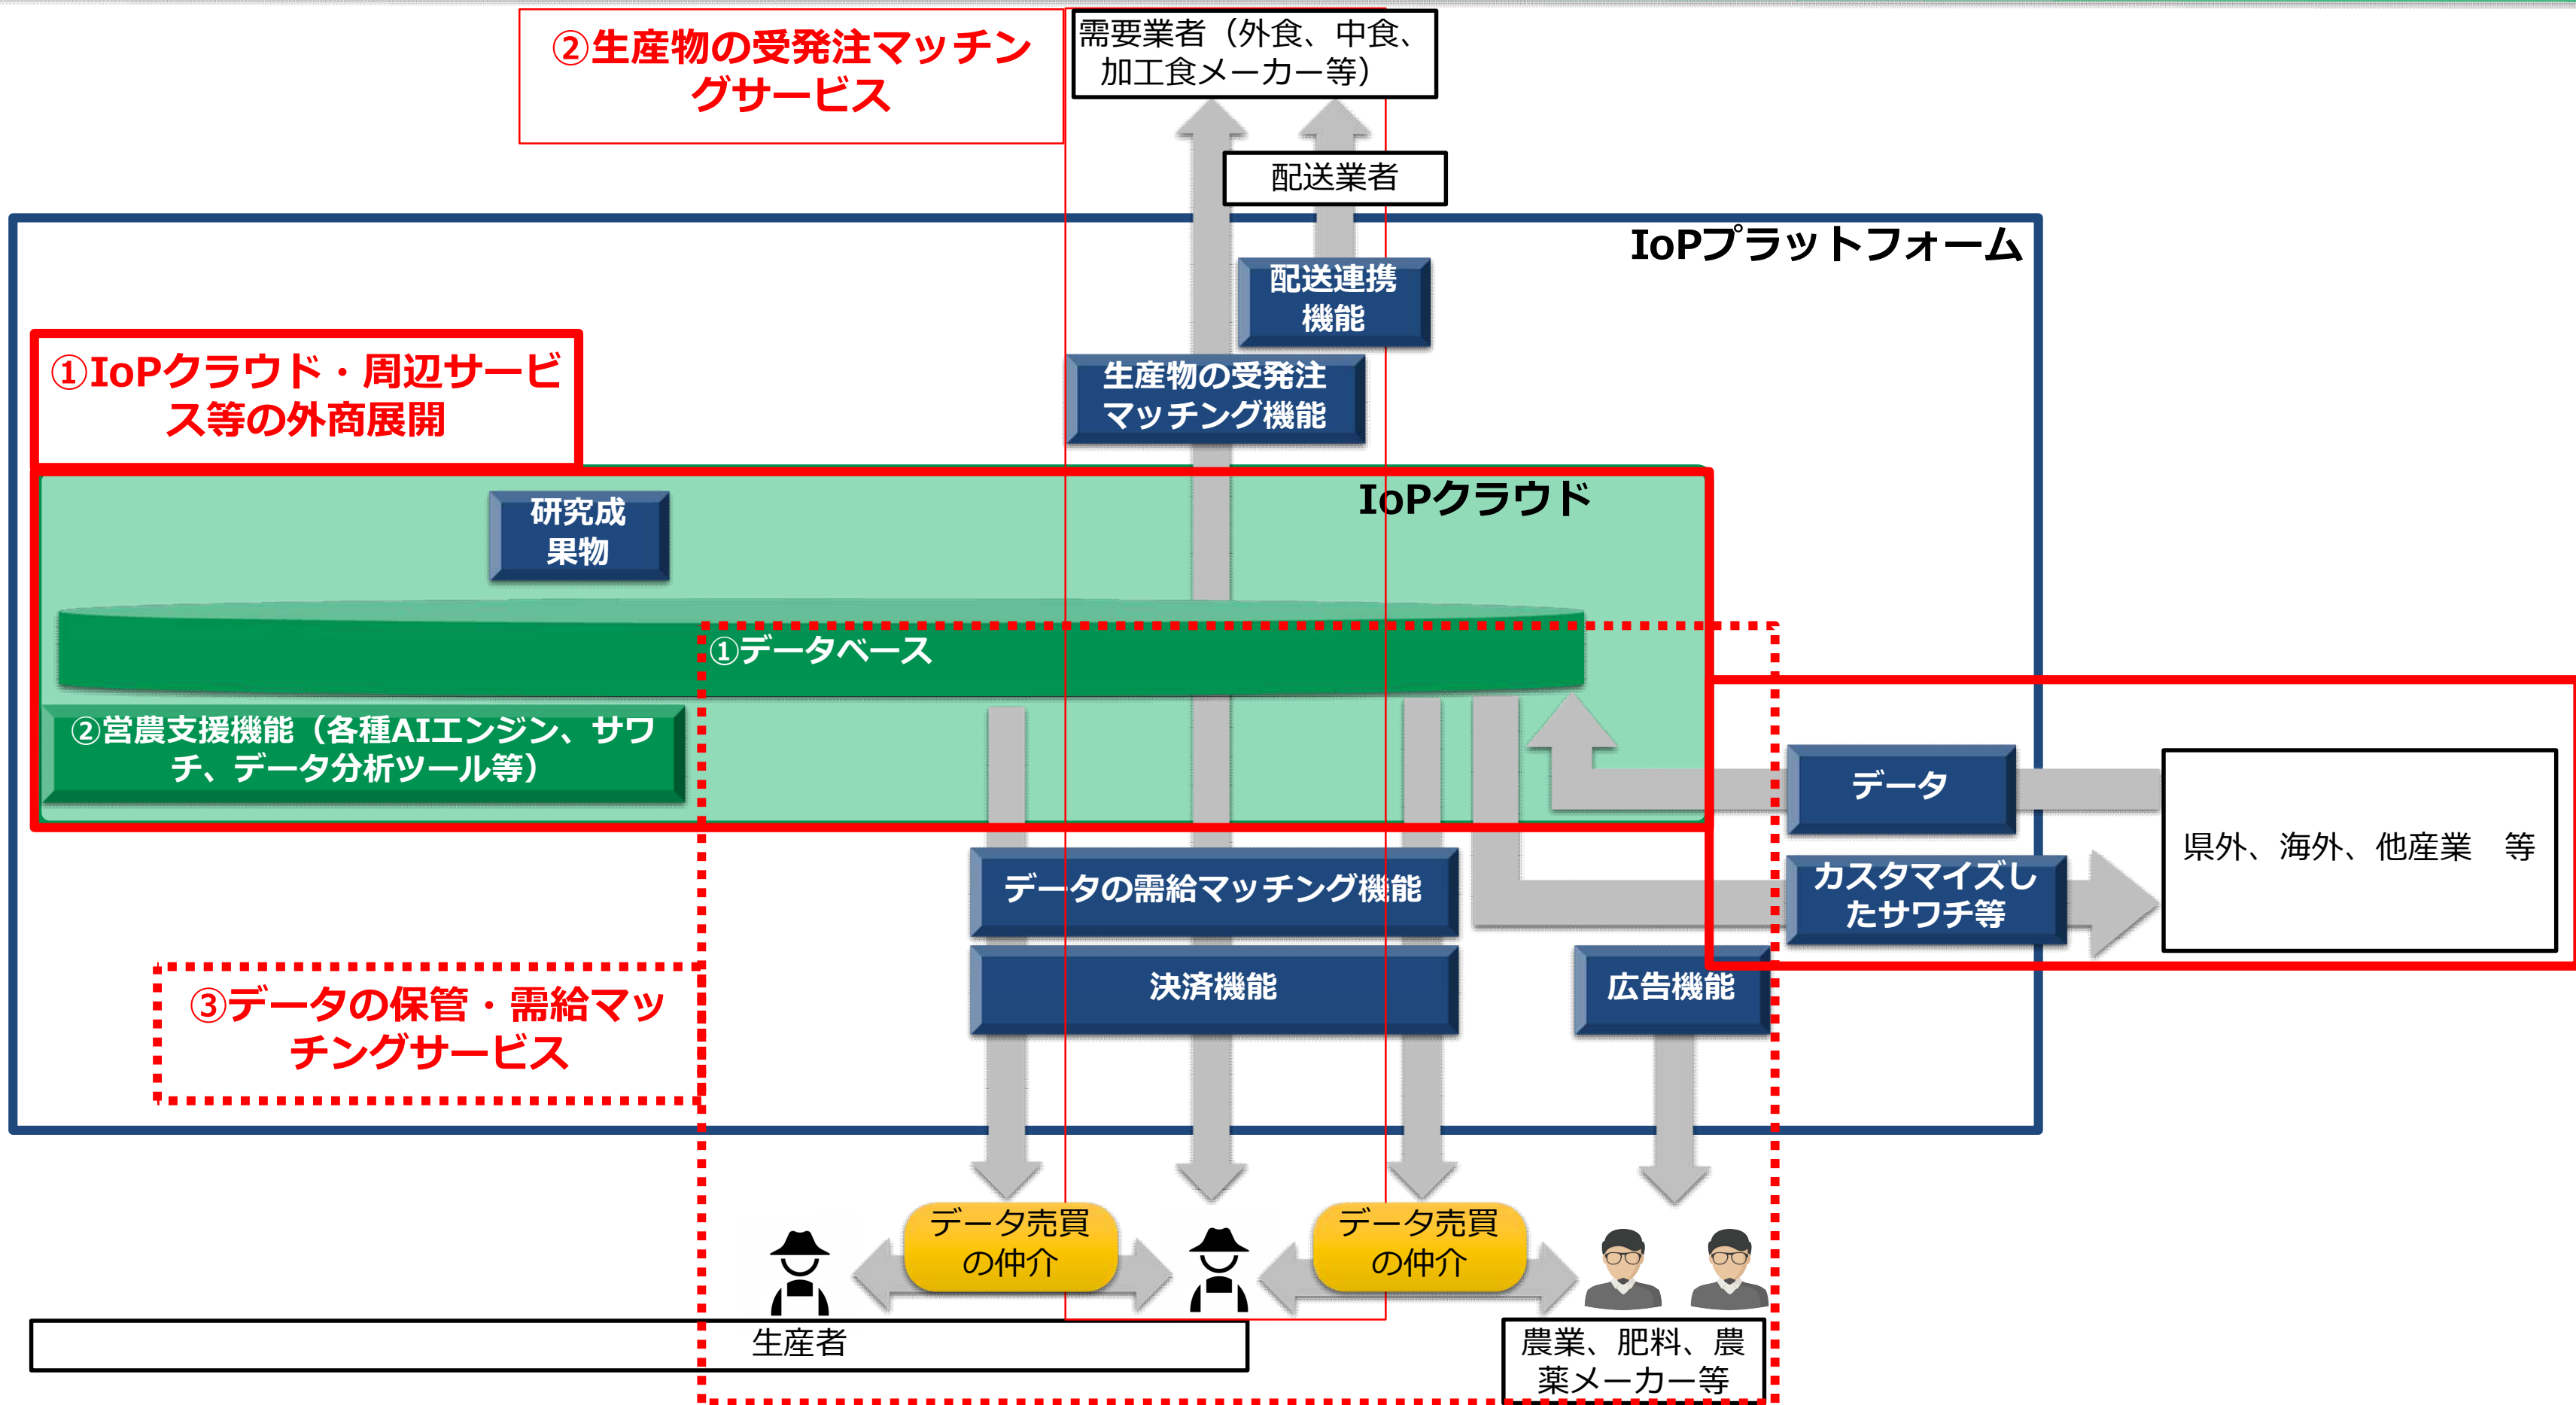 ②生産物の受発注マッチン
グサービス
需要業者（外食、中食、
加工食メーカー等）
配送業者
IoPプラットフォーム
配送連携
機能
①IoPクラウド・周辺サービ
ス等の外商展開
生産物の受発注
マッチング機能
IoPクラウド
研究成
果物
①データベース
②営農支援機能（各種AIエンジン、サワ
チ、データ分析ツール等）
データ
県外、海外、他産業　等
カスタマイズし
たサワチ等
データの需給マッチング機能
決済機能
広告機能
③データの保管・需給マッ
チングサービス
データ売買
の仲介
データ売買
の仲介
生産者
農業、肥料、農
薬メーカー等